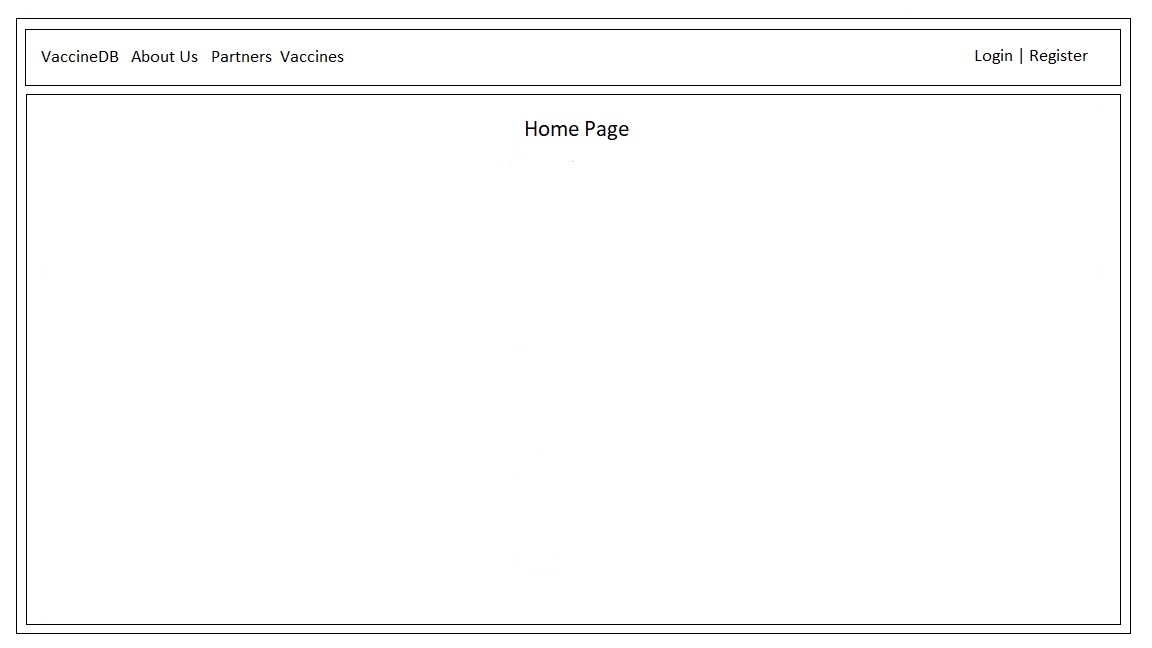 VaccineDB About Us Partners Vaccines Login | Register
Home Page